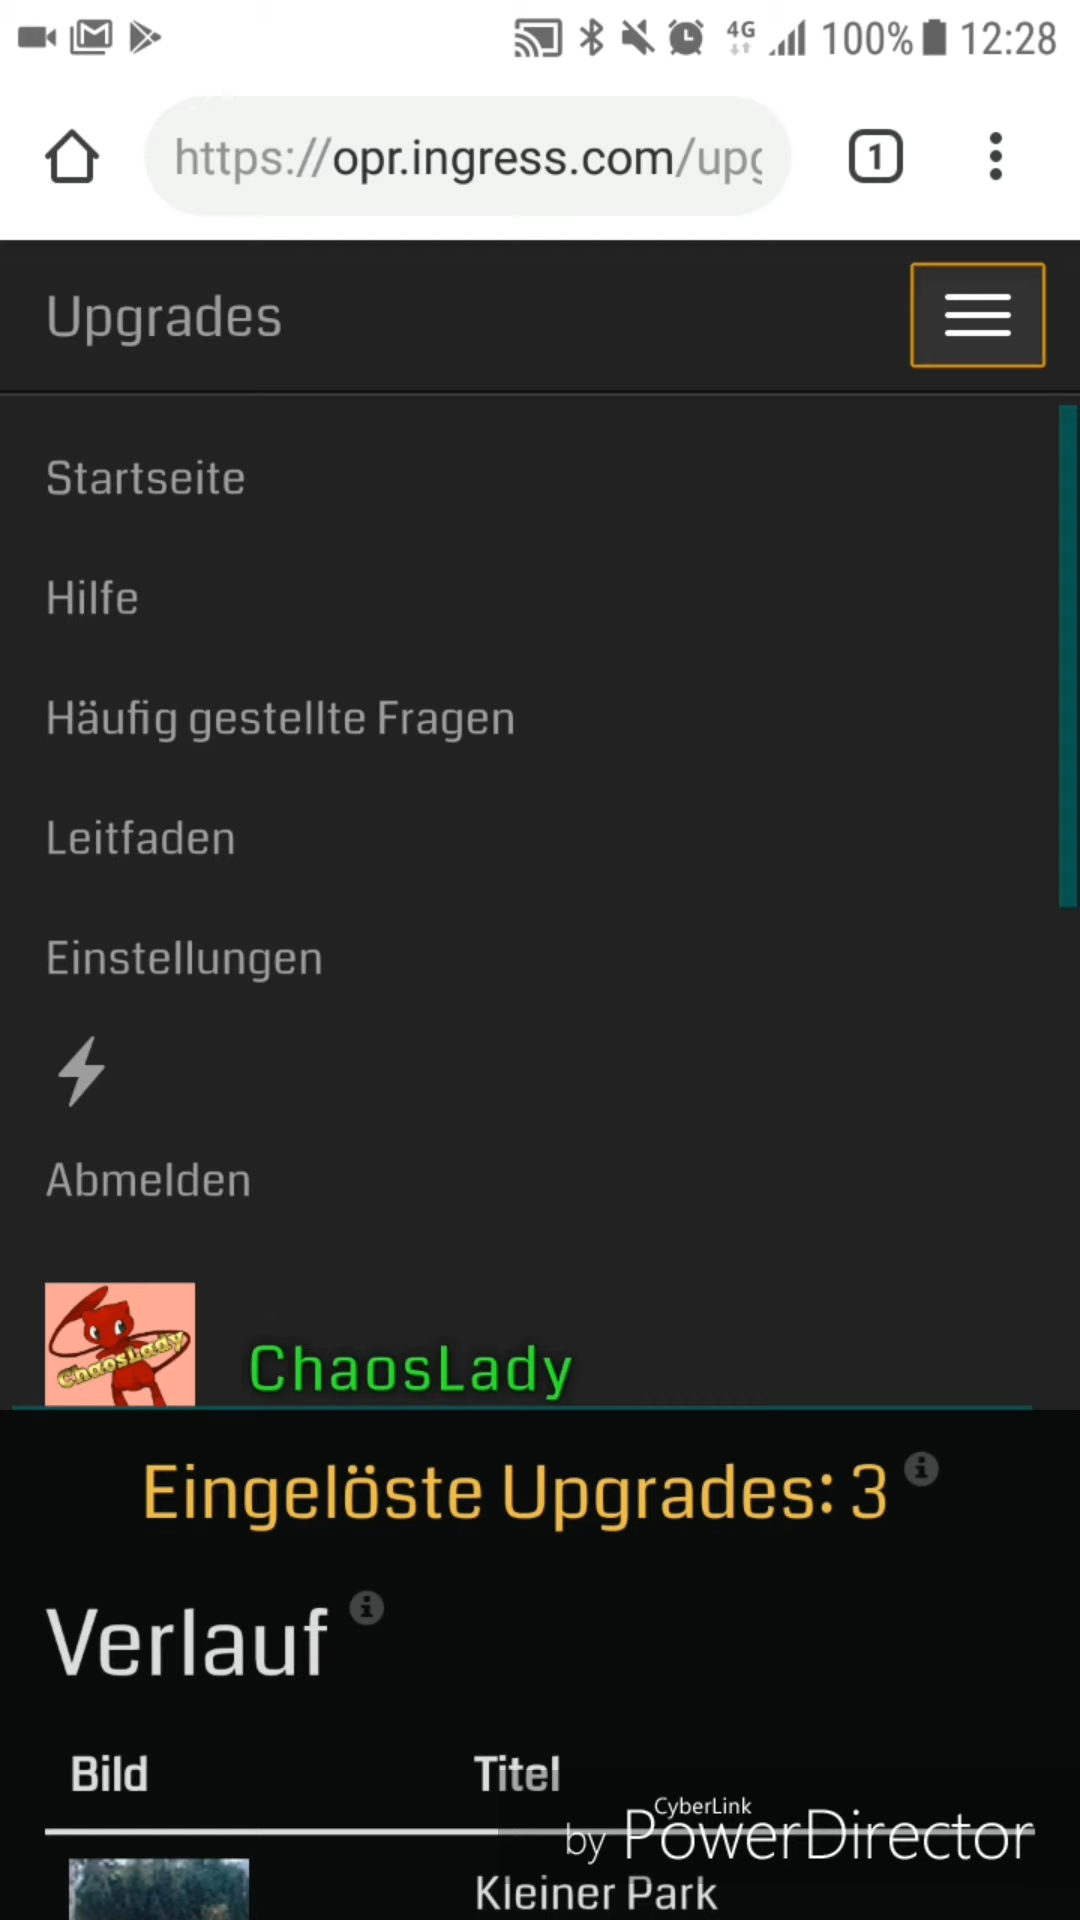 4G 100% 12:28
https://opr.ingress.com/upg
1
Upgrades
Startseite
Hilfe
Häufig gestellte Fragen
Leitfaden
Einstellungen
Abmelden
ChaosLady
ChaosLady
Eingelöste Upgrades: 3
Verlauf
Bild Titel
CyberLink
by PowerDirector
Kleiner Park